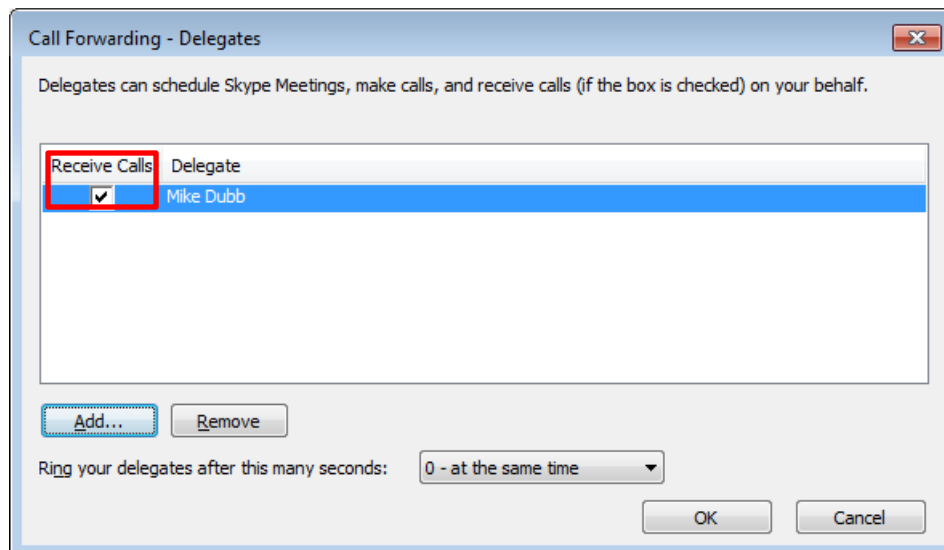 Call Forwarding - Delegates
Delegates can schedule Skype Meetings, make calls, and receive calls (if the box is checked) on your behalf.
Receive Calls Delegate
Mike Dubb
Add... Remove
Ring your delegates after this many seconds: 0 - at the same time
OK Cancel